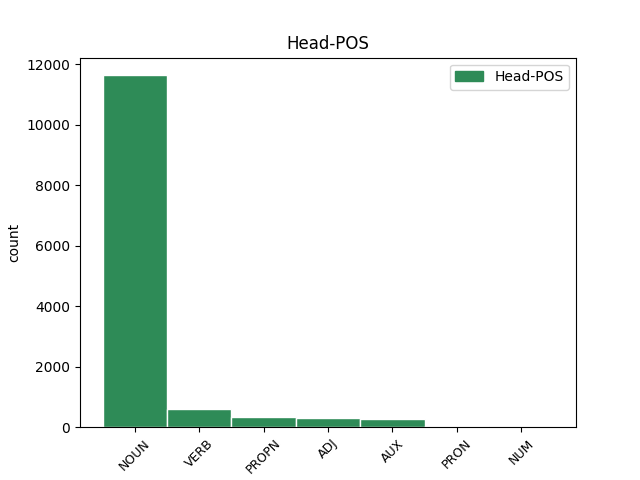 Head-POS
Head-POS
12000
10000
8000
6000
4000
2000
0
count
NOUN
VERB
PROPN
ADJ
AUX
PRON
NUM